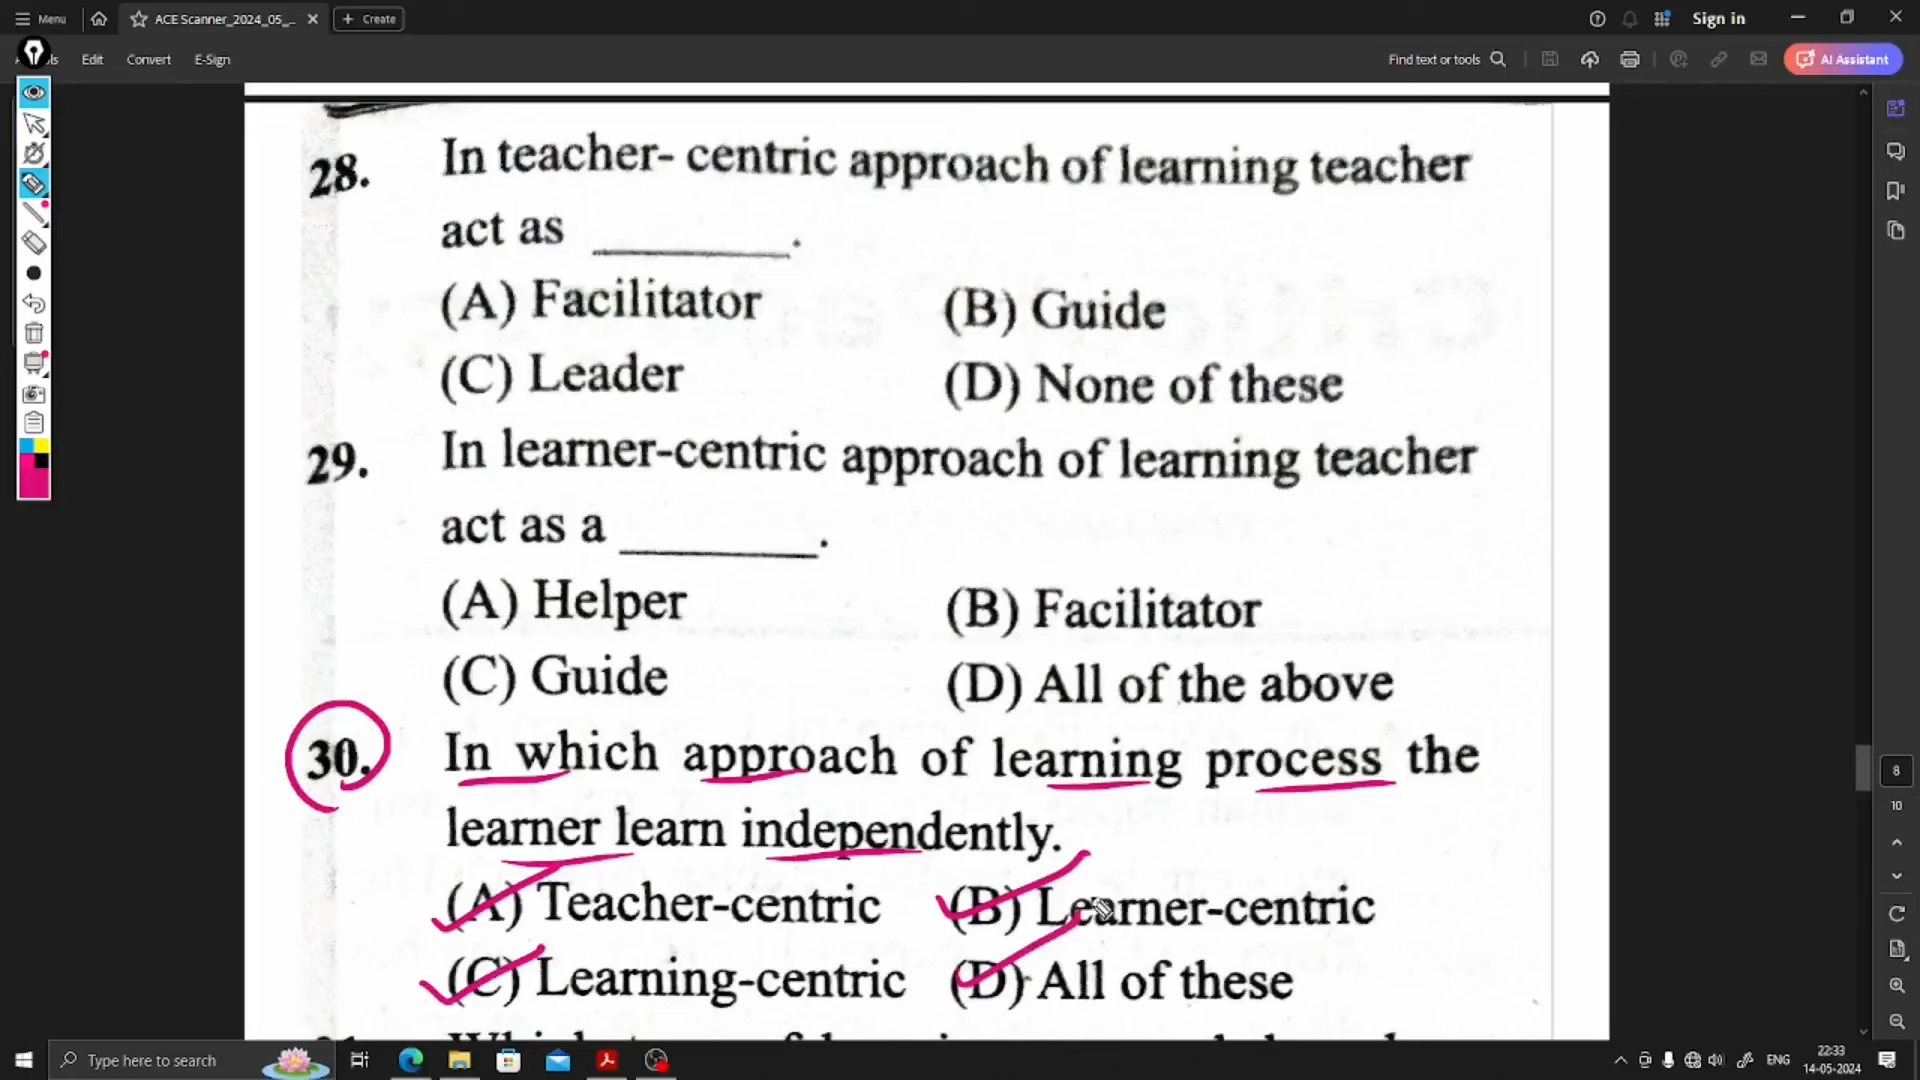 Menu
ACE Scanner_2024_05_...
Create
Sign in
Edit
Convert
E-Sign
Find text or tools
AI Assistant
28. In teacher- centric approach of learning teacher
act as ________.
(A) Facilitator (B) Guide
(C) Leader (D) None of these
29. In learner-centric approach of learning teacher
act as a ________.
(A) Helper (B) Facilitator
(C) Guide (D) All of the above
30. In which approach of learning process the
learner learn independently.
(A) Teacher-centric (B) Learner-centric
(C) Learning-centric (D) All of these
8
10
Type here to search
ENG
22:33
14-05-2024